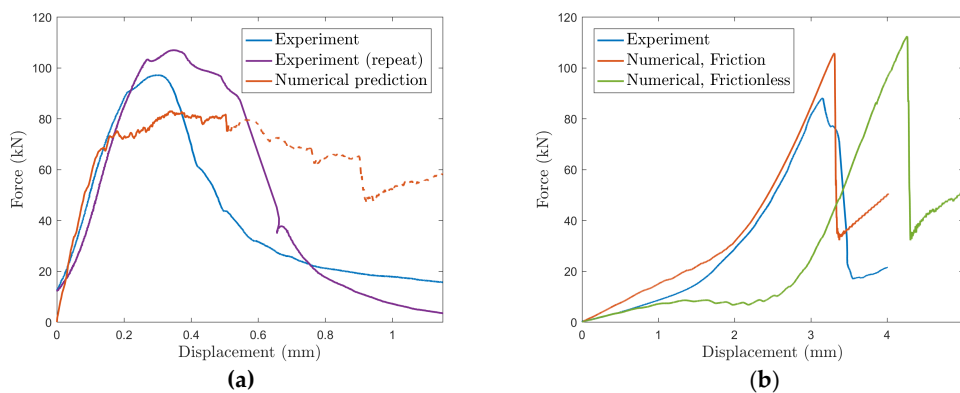 120
100
80
60
40
20
0
Force (kN)
0
0.2
0.4
0.6
0.8
1
Displacement (mm)
Experiment
Experiment (repeat)
Numerical prediction
(a)
120
100
80
60
40
20
0
Force (kN)
0
1
2
3
4
5
Displacement (mm)
Experiment
Numerical, Friction
Numerical, Frictionless
(b)